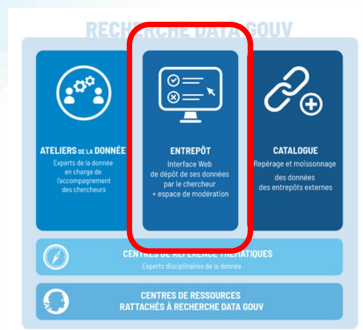 RECHERCHE DATA GOUV
ATELIERS DE LA DONNÉE
Experts de la donnée
en charge de
l'accompagnement
des chercheurs
ENTREPÔT
Interface Web
de dépôt de ses données
par le chercheur
+ espace de modération
CATALOGUE
Repérage et moissonnage
des données
des entrepôts externes
CENTRES DE RÉFÉRENCE THÉMATIQUES
Experts disciplinaires de la donnée
CENTRES DE RESSOURCES
RATTACHÉS À RECHERCHE DATA GOUV